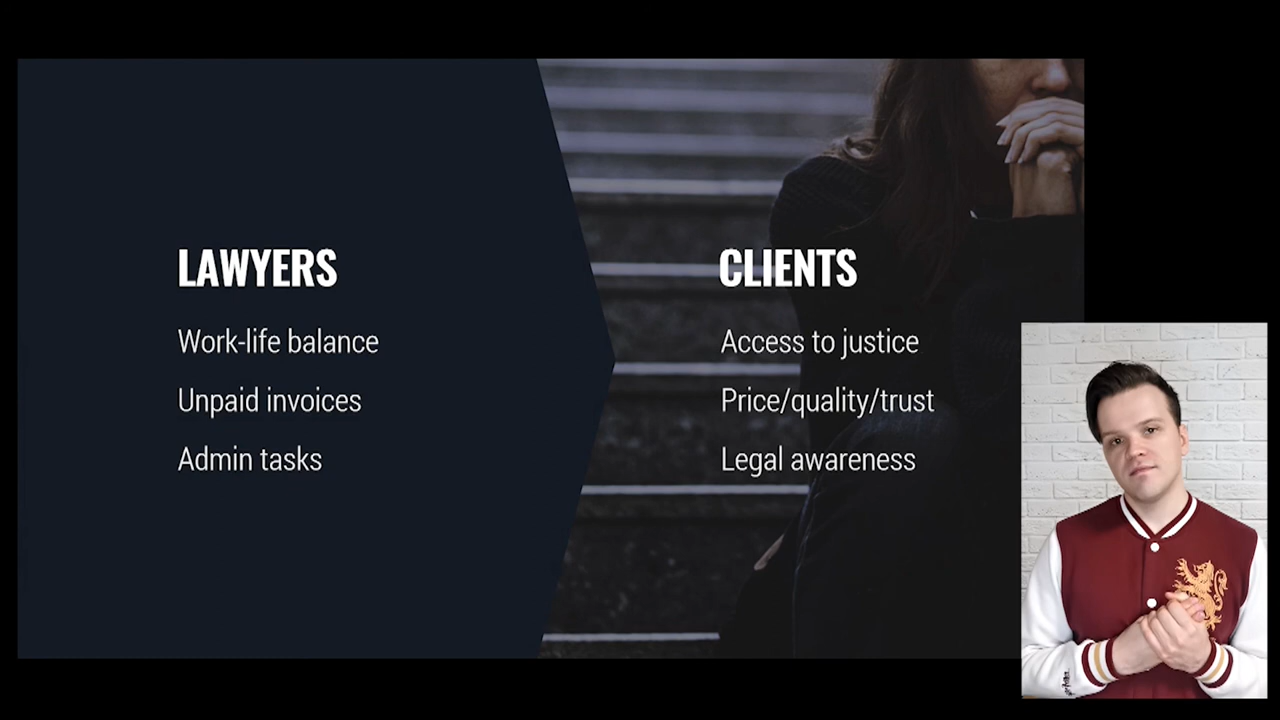 LAWYERS
Work-life balance
Unpaid invoices
Admin tasks
CLIENTS
Access to justice
Price/quality/trust
Legal awareness